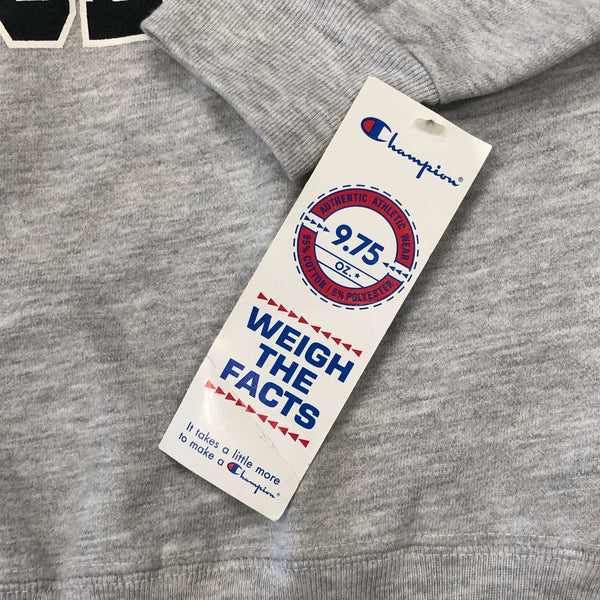 Champion®
AUTHENTIC ATHLETIC WEAR
9.75
OZ.*
95% COTTON / 5% POLYESTER
WEIGH
THE
FACTS
It takes a little more
to make a Champion®